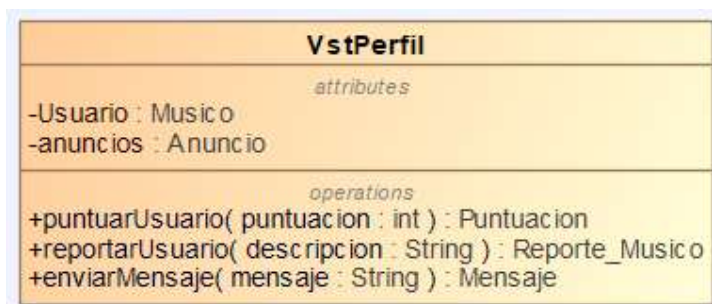 VstPerfil
attributes
-Usuario : Musico
-anuncios : Anuncio
operations
+puntuarUsuario( puntuacion : int ) : Puntuacion
+reportarUsuario( descripcion : String ) : Reporte_Musico
+enviarMensaje( mensaje : String ) : Mensaje